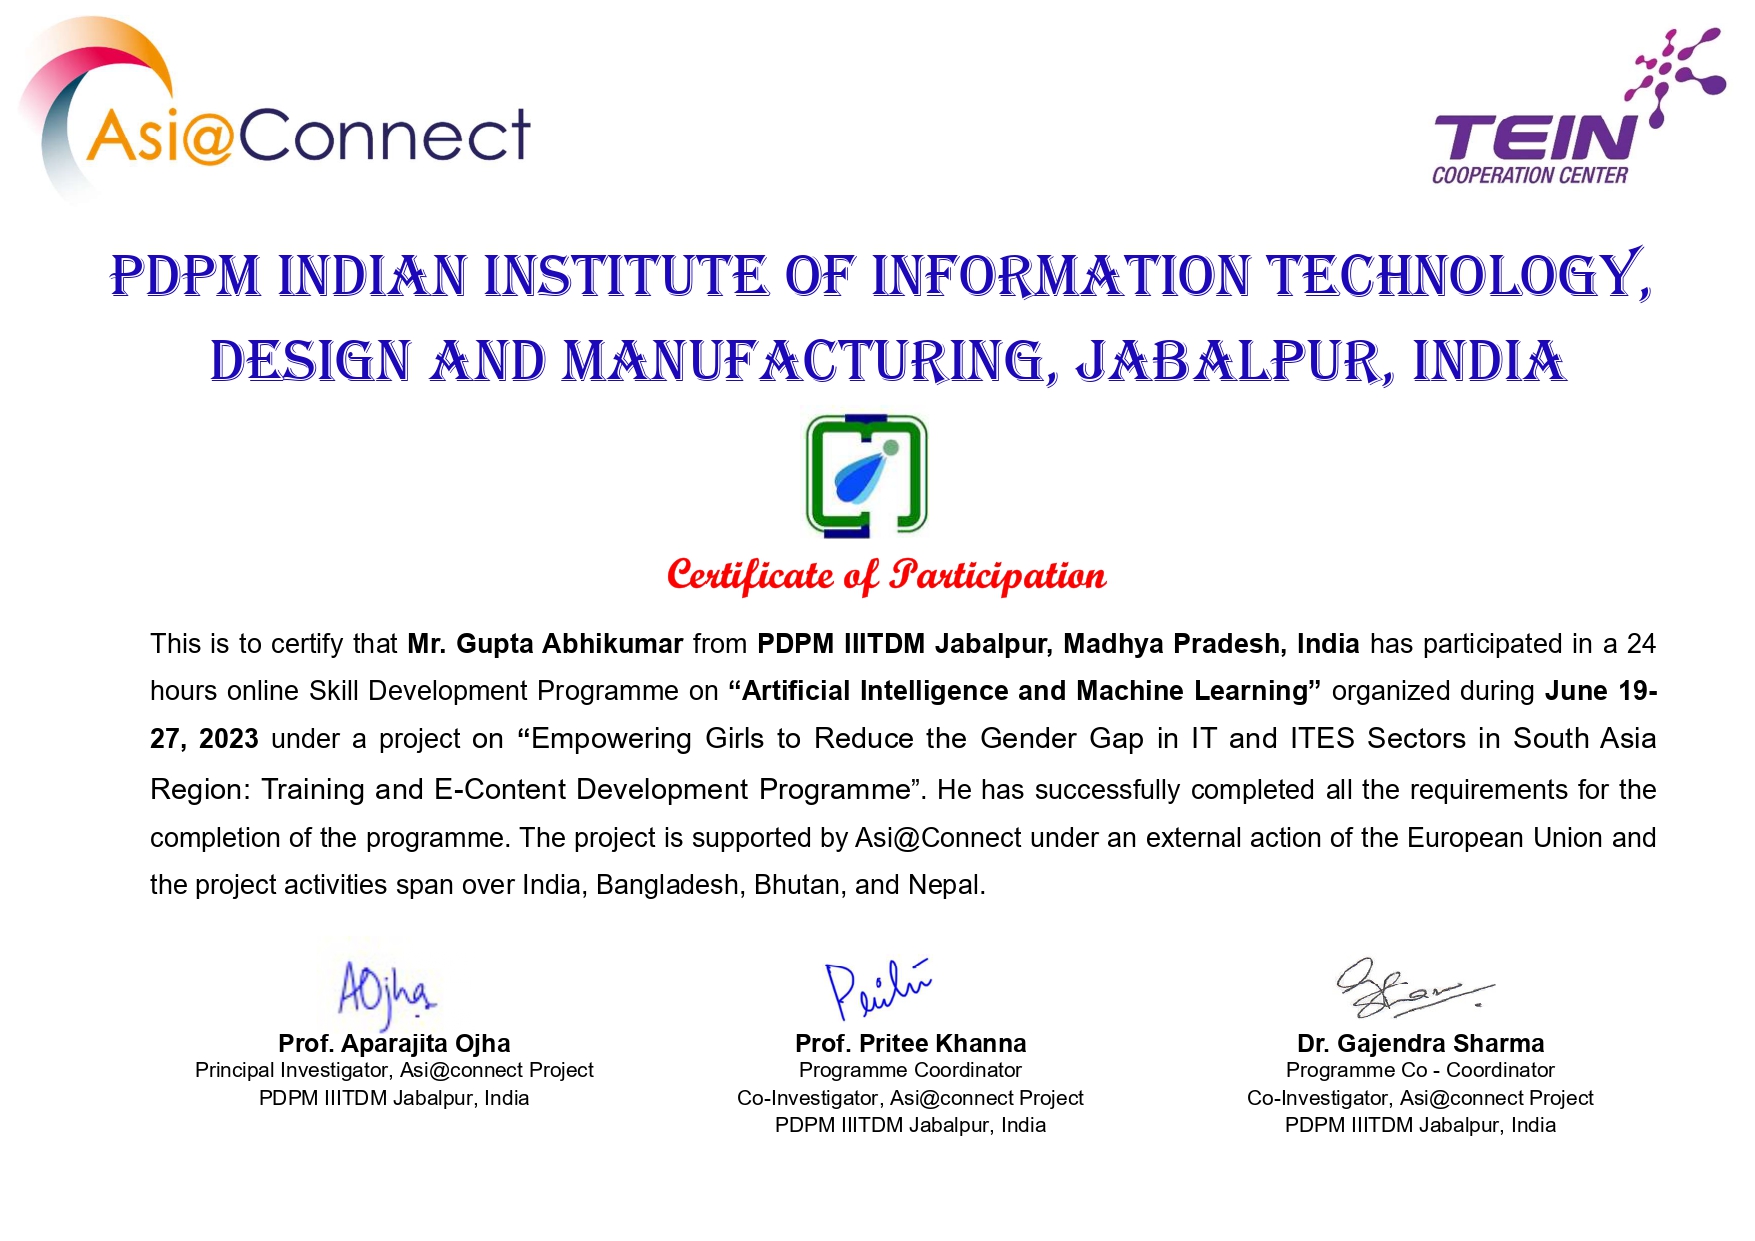 Asi@Connect
TEIN
COOPERATION CENTER
PDPM INDIAN INSTITUTE OF INFORMATION TECHNOLOGY,
DESIGN AND MANUFACTURING, JABALPUR, INDIA
Certificate of Participation
This is to certify that Mr. Gupta Abhikumar from PDPM IIITDM Jabalpur, Madhya Pradesh, India has participated in a 24
hours online Skill Development Programme on “Artificial Intelligence and Machine Learning” organized during June 19-
27, 2023 under a project on “Empowering Girls to Reduce the Gender Gap in IT and ITES Sectors in South Asia
Region: Training and E-Content Development Programme”. He has successfully completed all the requirements for the
completion of the programme. The project is supported by Asi@Connect under an external action of the European Union and
the project activities span over India, Bangladesh, Bhutan, and Nepal.
AOjha
Prof. Aparajita Ojha
Principal Investigator, Asi@connect Project
PDPM IIITDM Jabalpur, India
Prof. Pritee Khanna
Programme Coordinator
Co-Investigator, Asi@connect Project
PDPM IIITDM Jabalpur, India
Dr. Gajendra Sharma
Programme Co - Coordinator
Co-Investigator, Asi@connect Project
PDPM IIITDM Jabalpur, India